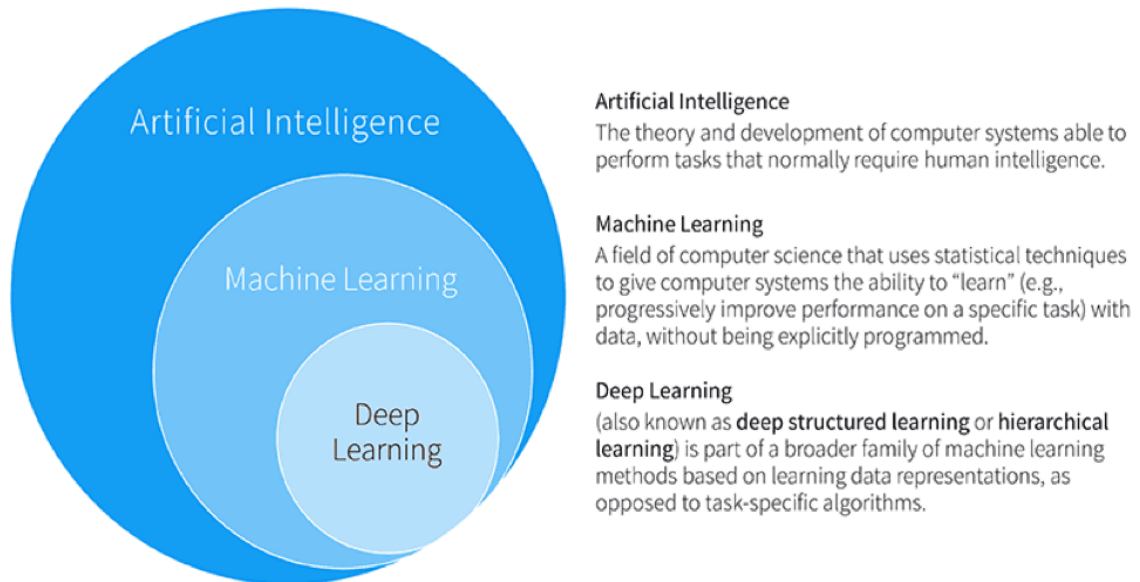 Artificial Intelligence
Machine Learning
Deep
Learning
Artificial Intelligence
The theory and development of computer systems able to
perform tasks that normally require human intelligence.
Machine Learning
A field of computer science that uses statistical techniques
to give computer systems the ability to “learn” (e.g.,
progressively improve performance on a specific task) with
data, without being explicitly programmed.
Deep Learning
(also known as deep structured learning or hierarchical
learning) is part of a broader family of machine learning
methods based on learning data representations, as
opposed to task-specific algorithms.